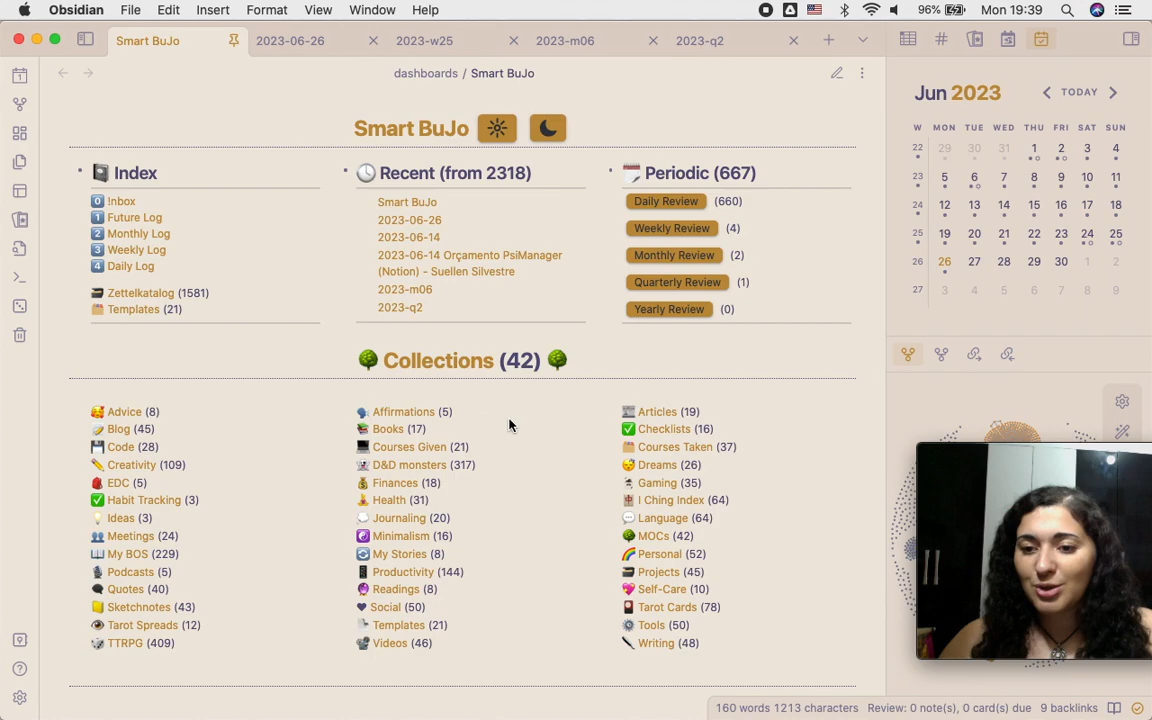 Obsidian File Edit Insert Format View Window Help 96% Mon 19:39
Smart BuJo 2023-06-26 2023-w25 2023-m06 2023-q2
dashboards / Smart BuJo
Smart BuJo
Index
!nbox
Future Log
Monthly Log
Weekly Log
Daily Log
Zettelkatalog (1581)
Templates (21)
Recent (from 2318)
Smart BuJo
2023-06-26
2023-06-14
2023-06-14 Orçamento PsiManager
(Notion) - Suellen Silvestre
2023-m06
2023-q2
Periodic (667)
Daily Review (660)
Weekly Review (4)
Monthly Review (2)
Quarterly Review (1)
Yearly Review (0)
Collections (42)
Advice (8)
Blog (45)
Code (28)
Creativity (109)
EDC (5)
Habit Tracking (3)
Ideas (3)
Meetings (24)
My BOS (229)
Podcasts (5)
Quotes (40)
Sketchnotes (43)
Tarot Spreads (12)
TTRPG (409)
Affirmations (5)
Books (17)
Courses Given (21)
D&D monsters (317)
Finances (18)
Health (31)
Journaling (20)
Minimalism (16)
My Stories (8)
Productivity (144)
Readings (8)
Social (50)
Templates (21)
Videos (46)
Articles (19)
Checklists (16)
Courses Taken (37)
Dreams (26)
Gaming (35)
I Ching Index (64)
Language (64)
MOCs (42)
Personal (52)
Projects (45)
Self-Care (10)
Tarot Cards (78)
Tools (50)
Writing (48)
Jun 2023 TODAY
W MON TUE WED THU FRI SAT SUN
22 29 30 31 1 2 3 4
23 5 6 7 8 9 10 11
24 12 13 14 15 16 17 18
25 19 20 21 22 23 24 25
26 26 27 28 29 30 1 2
27 3 4 5 6 7 8 9
160 words 1213 characters Review: 0 note(s), 0 card(s) due 9 backlinks